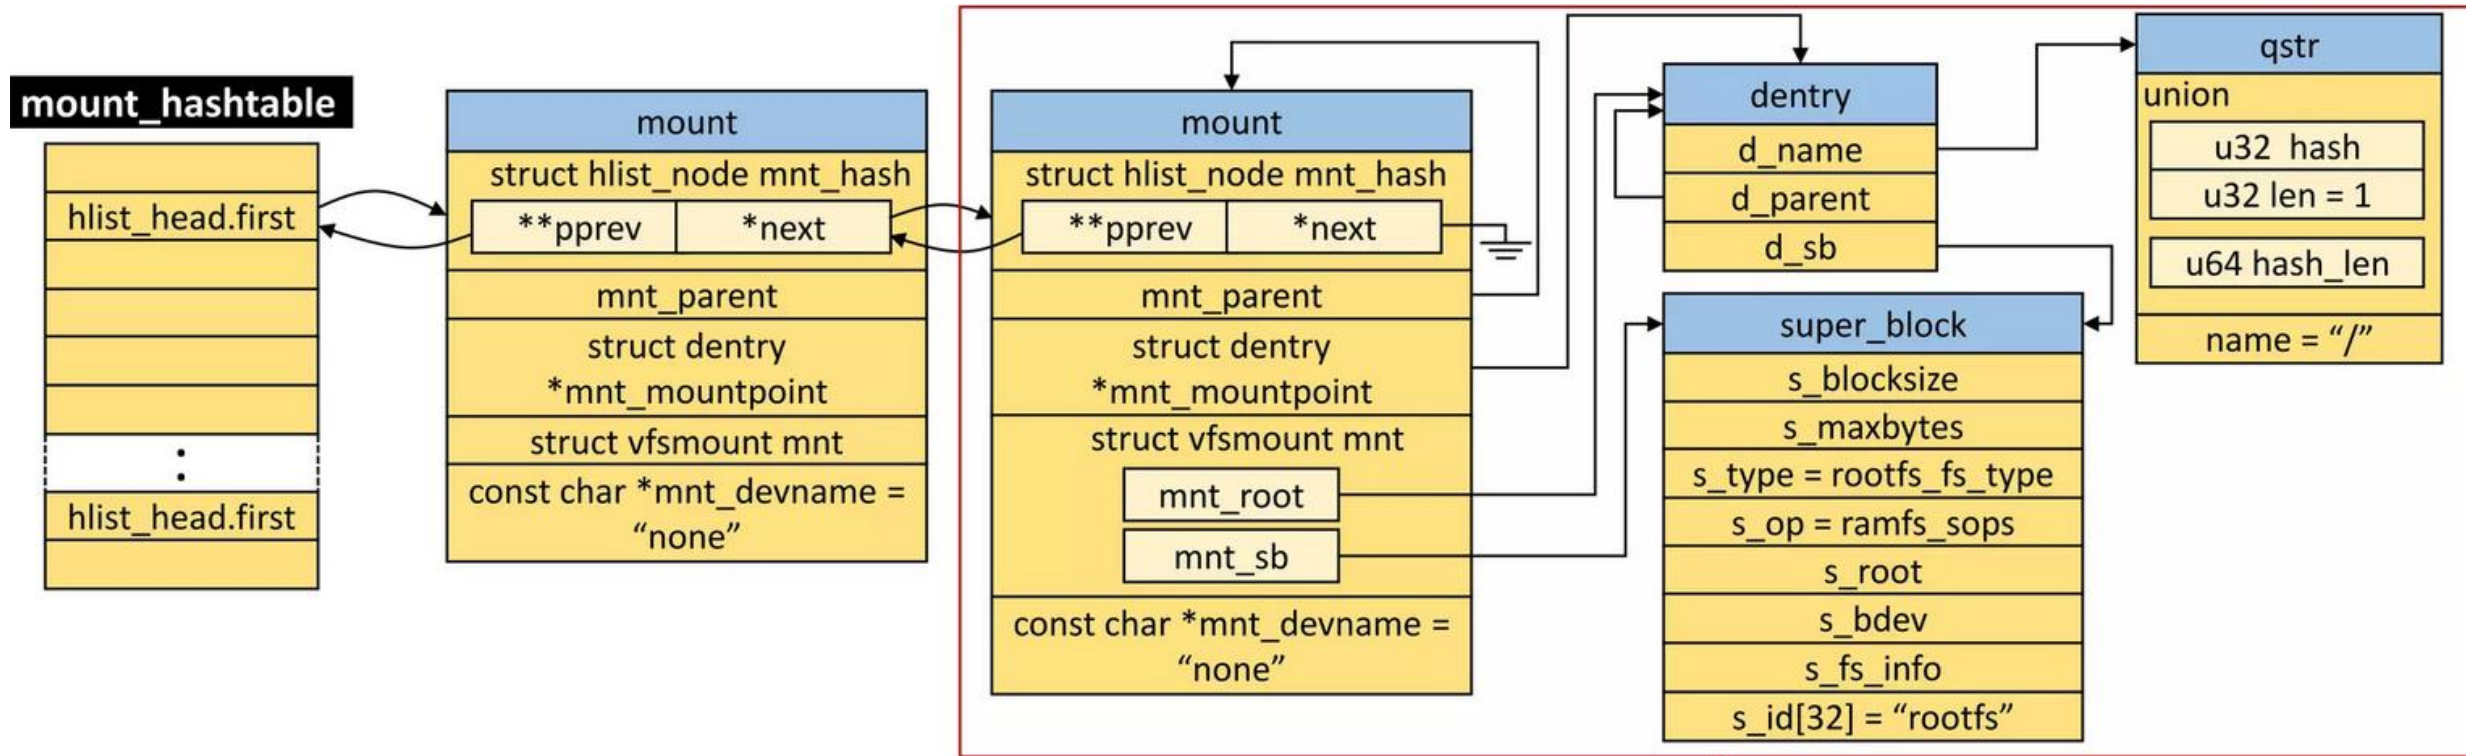 mount_hashtable
hlist_head.first
:
hlist_head.first
mount
struct hlist_node mnt_hash
**pprev
*next
mnt_parent
struct dentry
*mnt_mountpoint
struct vfsmount mnt
const char *mnt_devname =
“none”
mount
struct hlist_node mnt_hash
**pprev
*next
mnt_parent
struct dentry
*mnt_mountpoint
struct vfsmount mnt
mnt_root
mnt_sb
const char *mnt_devname =
“none”
dentry
d_name
d_parent
d_sb
super_block
s_blocksize
s_maxbytes
s_type = rootfs_fs_type
s_op = ramfs_sops
s_root
s_bdev
s_fs_info
s_id[32] = “rootfs”
qstr
union
u32 hash
u32 len = 1
u64 hash_len
name = “/”